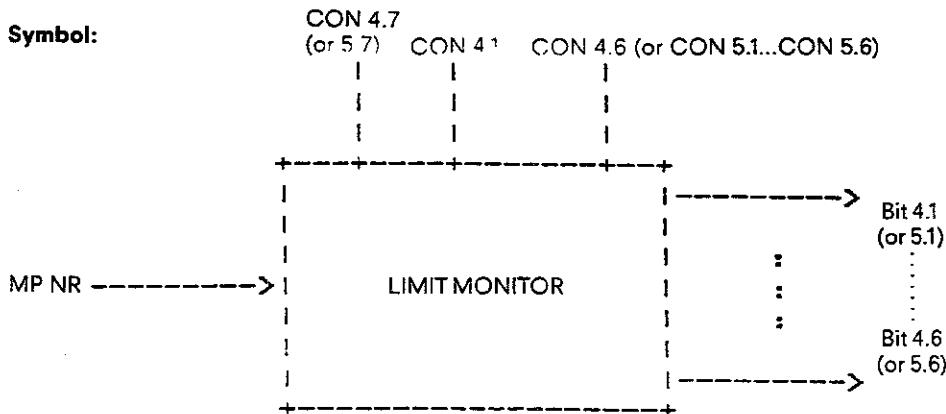 Symbol:
CON 4.7
(or 5.7)
CON 4.1
CON 4.6 (or CON 5.1...CON 5.6)
MP NR
LIMIT MONITOR
Bit 4.1
(or 5.1)
Bit 4.6
(or 5.6)